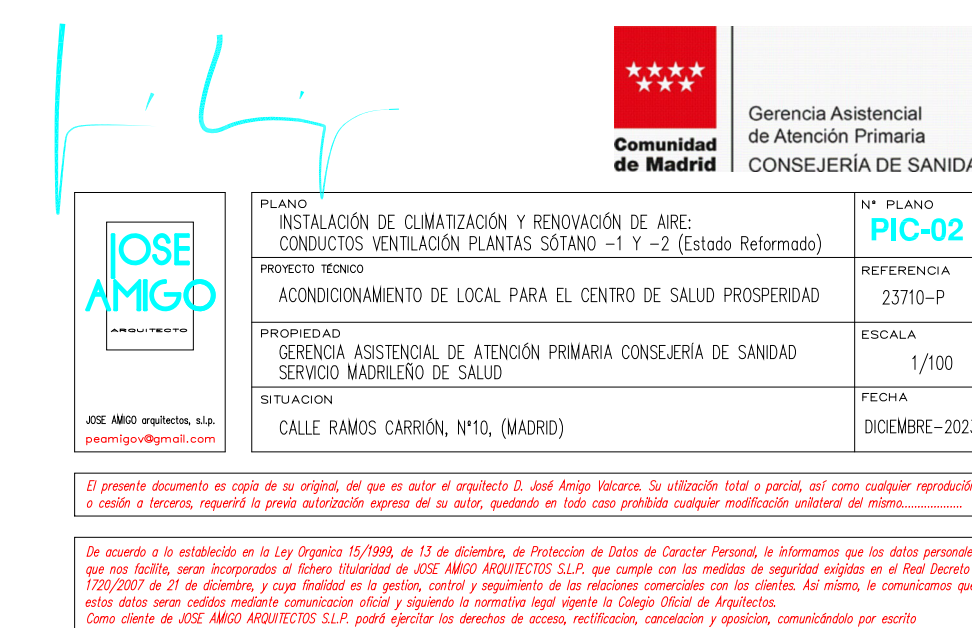 Comunidad
de Madrid
Gerencia Asistencial
de Atención Primaria
CONSEJERÍA DE SANIDA
PLANO
INSTALACIÓN DE CLIMATIZACIÓN Y RENOVACIÓN DE AIRE:
CONDUCTOS VENTILACIÓN PLANTAS SÓTANO -1 Y -2 (Estado Reformado)
Nº PLANO
PIC-02
PROYECTO TÉCNICO
ACONDICIONAMIENTO DE LOCAL PARA EL CENTRO DE SALUD PROSPERIDAD
REFERENCIA
23710-P
PROPIEDAD
GERENCIA ASISTENCIAL DE ATENCIÓN PRIMARIA CONSEJERÍA DE SANIDAD
SERVICIO MADRILEÑO DE SALUD
ESCALA
1/100
SITUACION
CALLE RAMOS CARRIÓN, Nº10, (MADRID)
FECHA
DICIEMBRE-2023
JOSE
AMIGO
ARQUITECTO
JOSE AMIGO arquitectos, s.l.p.
peamigov@gmail.com
El presente documento es copia de su original, del que es autor el arquitecto D. José Amigo Valcarce. Su utilización total o parcial, así como cualquier reprodución
o cesión a terceros, requerirá la previa autorización expresa del su autor, quedando en todo caso prohibida cualquier modificación unilateral del mismo...................
De acuerdo a lo establecido en la Ley Organica 15/1999, de 13 de diciembre, de Proteccion de Datos de Caracter Personal, le informamos que los datos personale
que nos facilite, seran incorporados al fichero titularidad de JOSE AMIGO ARQUITECTOS S.L.P. que cumple con las medidas de seguridad exigidas en el Real Decreto
1720/2007 de 21 de diciembre, y cuya finalidad es la gestion, control y seguimiento de las relaciones comerciales con los clientes. Asi mismo, le comunicamos que
estos datos seran cedidos mediante comunicacion oficial y siguiendo la normativa legal vigente la Colegio Oficial de Arquitectos.
Como cliente de JOSE AMIGO ARQUITECTOS S.L.P. podrá ejercitar los derechos de acceso, rectificacion, cancelacion y oposicion, comunicándolo por escrito